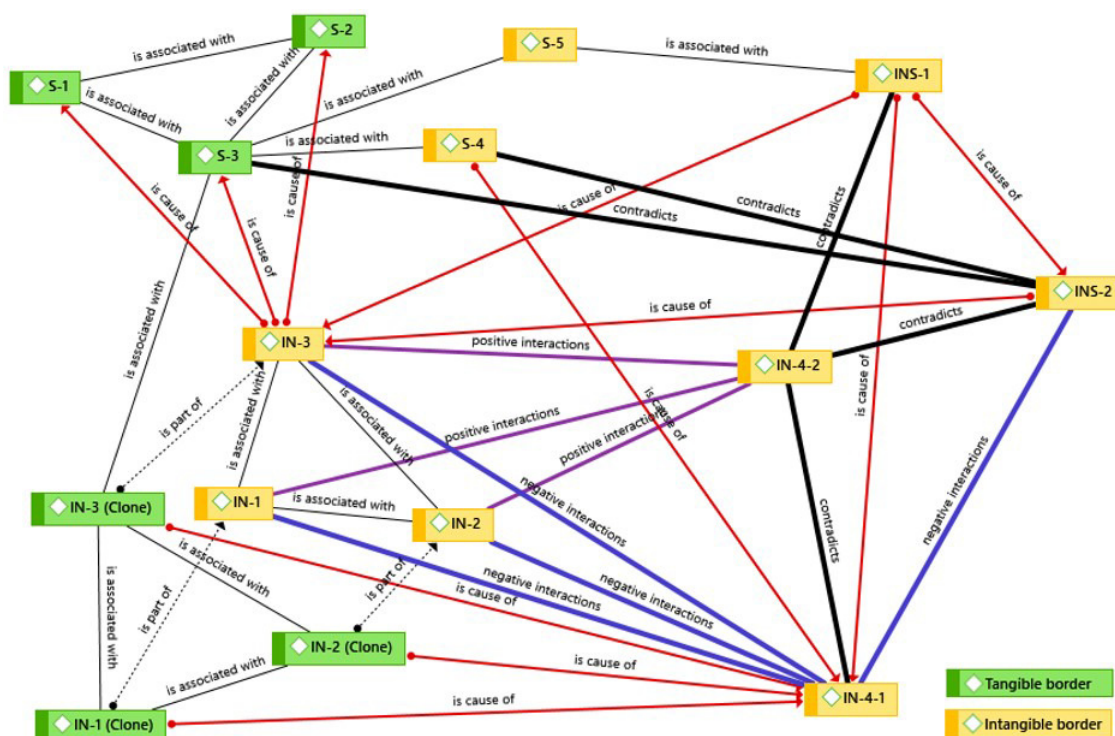 S-2
is associated with
S-5
is associated with
INS-1
S-1
is associated with
is associated with
is associated with
is associated with
S-4
S-3
is cause of
is cause of
is cause of
contradicts
contradicts
contradicts
is cause of
is cause of
is cause of
INS-2
is associated with
is cause of
contradicts
IN-3
positive interactions
IN-4-2
is cause of
is part of
is associated with
is associated with
positive interactions
positive interactions
is cause of
negative interactions
IN-3 (Clone)
IN-1
is associated with
IN-2
negative interactions
contradicts
is associated with
is associated with
is part of
is part of
negative interactions
is cause of
negative interactions
IN-2 (Clone)
is associated with
is cause of
IN-1 (Clone)
is cause of
IN-4-1
Tangible border
Intangible border